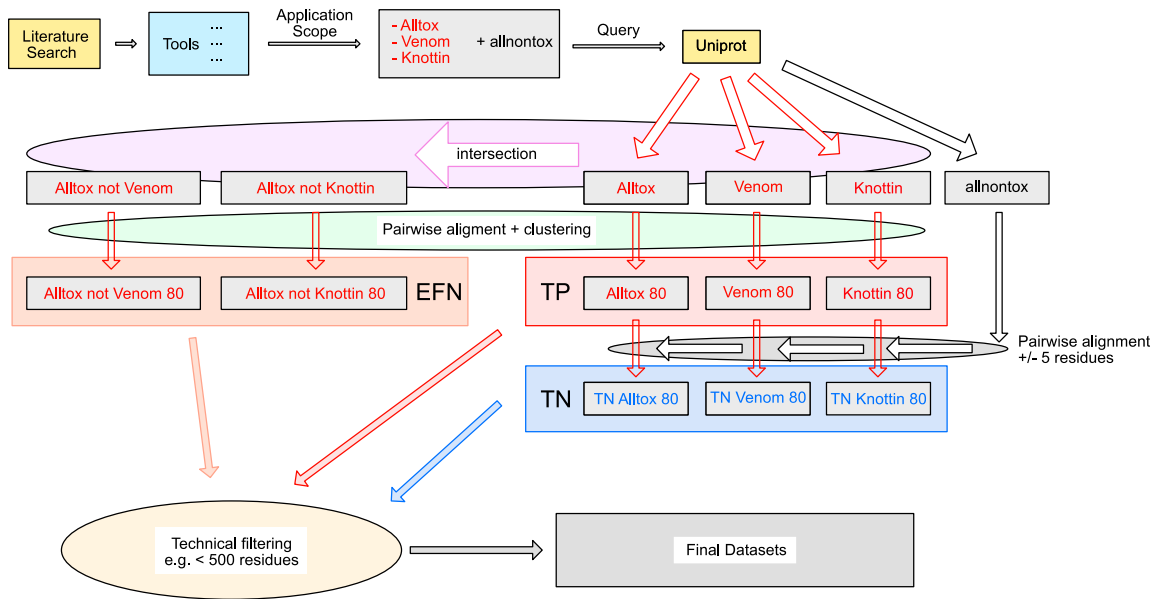 Literature
Search
Tools
...
...
...
Application
Scope
- Alltox
- Venom
- Knottin
+ allnontox
Query
Uniprot
intersection
Alltox not Venom
Alltox not Knottin
Alltox
Venom
Knottin
allnontox
Pairwise aligment + clustering
Alltox not Venom 80
Alltox not Knottin 80
EFN
TP
Alltox 80
Venom 80
Knottin 80
Pairwise alignment
+/- 5 residues
TN
TN Alltox 80
TN Venom 80
TN Knottin 80
Technical filtering
e.g. < 500 residues
Final Datasets